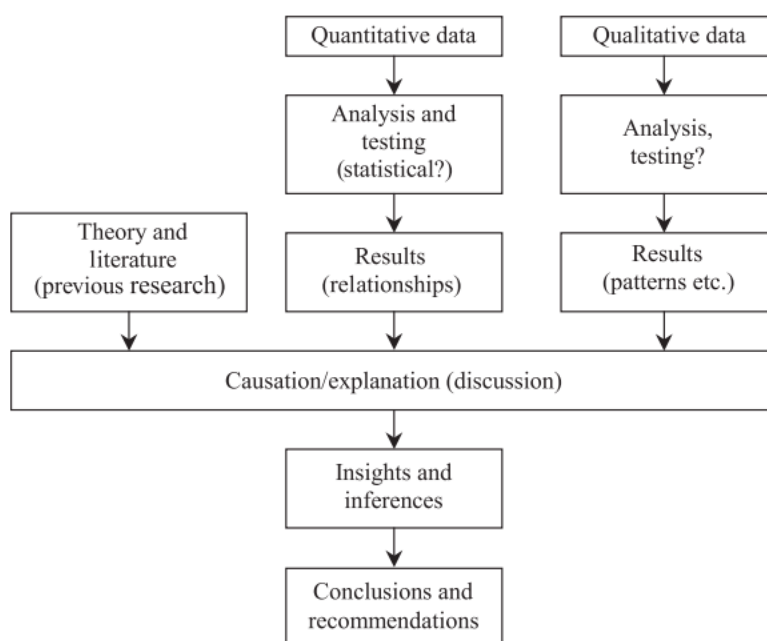 Quantitative data
Qualitative data
Analysis and
testing
(statistical?)
Analysis,
testing?
Theory and
literature
(previous research)
Results
(relationships)
Results
(patterns etc.)
Causation/explanation (discussion)
Insights and
inferences
Conclusions and
recommendations